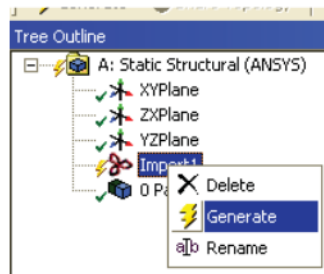 Tree Outline
A: Static Structural (ANSYS)
XYPlane
ZXPlane
YZPlane
Import1
0 Pa
Delete
Generate
Rename